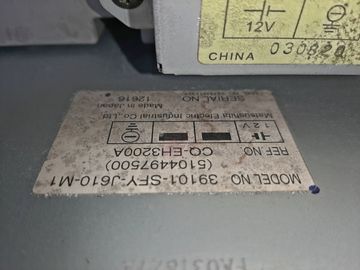 12V
CHINA 030820
MODEL NO 39101-SFY-J610-M1
(5104497500)
REF NO CQ-EH3200A
12V
Matsushita Electric Industrial Co.,Ltd
Made in Japan
SERIAL NO 12616